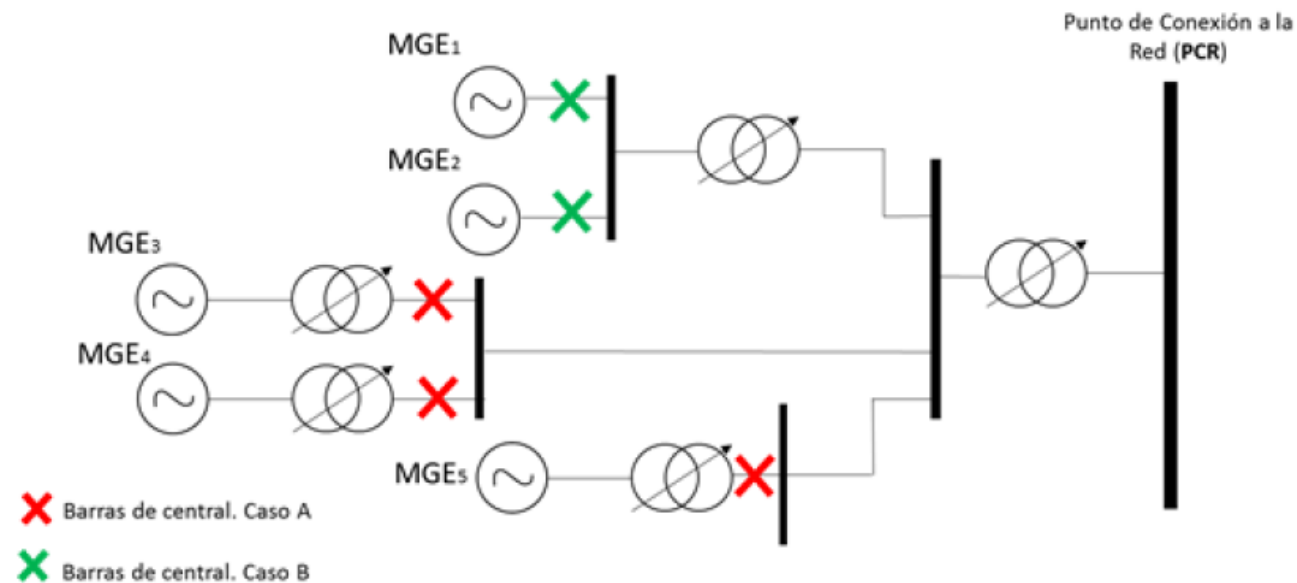 Punto de Conexión a la
Red (PCR)
MGE1
MGE2
MGE3
MGE4
MGE5
Barras de central. Caso A
Barras de central. Caso B